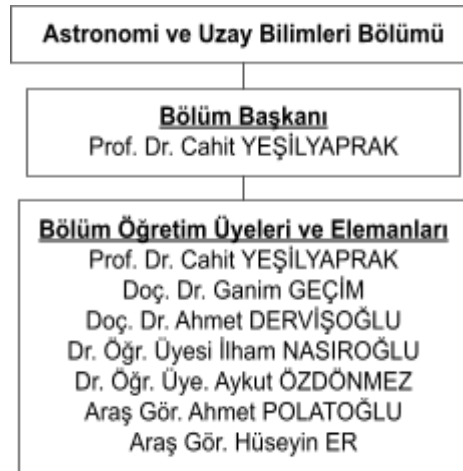 Astronomi ve Uzay Bilimleri Bölümü
Bölüm Başkanı
Prof. Dr. Cahit YEŞİLYAPRAK
Bölüm Öğretim Üyeleri ve Elemanları
Prof. Dr. Cahit YEŞİLYAPRAK
Doç. Dr. Ganim GEÇİM
Doç. Dr. Ahmet DERVİŞOĞLU
Dr. Öğr. Üyesi İlham NASIROĞLU
Dr. Öğr. Üye. Aykut ÖZDÖNMEZ
Araş Gör. Ahmet POLATOĞLU
Araş Gör. Hüseyin ER